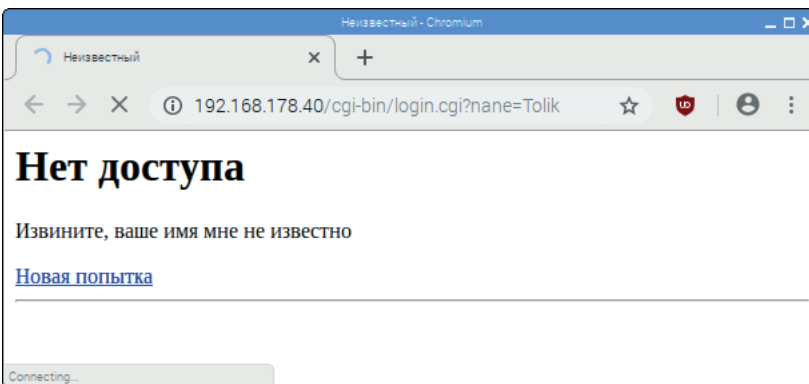 Неизвестный - Chromium
Неизвестный
192.168.178.40/cgi-bin/login.cgi?nane=Tolik
Нет доступа
Извините, ваше имя мне не известно
Новая попытка
Connecting...